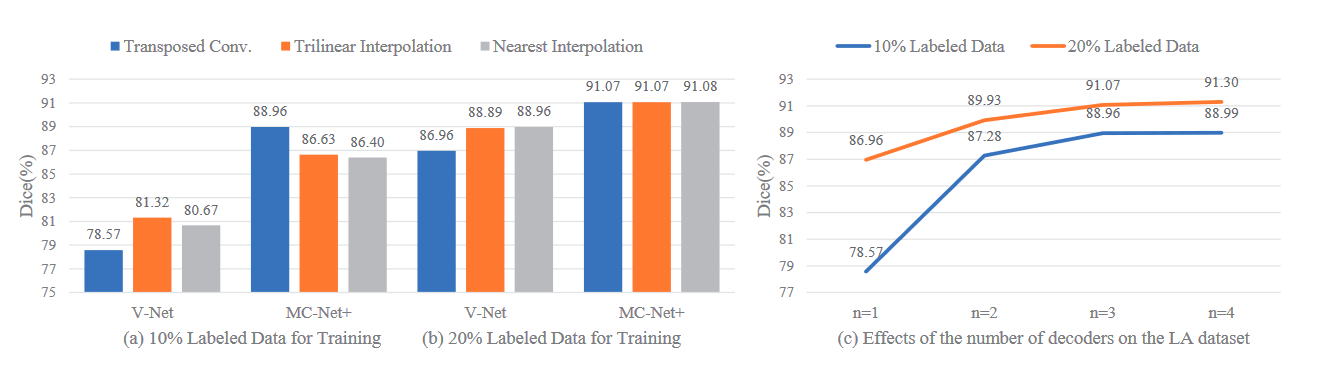 Transposed Conv. Trilinear Interpolation Nearest Interpolation
93
91
89
87
85
83
81
79
77
75
Dice(%)
78.57 81.32 80.67
88.96 86.63 86.40
86.96 88.89 88.96
91.07 91.07 91.08
V-Net MC-Net+ V-Net MC-Net+
(a) 10% Labeled Data for Training (b) 20% Labeled Data for Training
10% Labeled Data 20% Labeled Data
93
91
89
87
85
83
81
79
77
Dice(%)
86.96 89.93 91.07 91.30
78.57 87.28 88.96 88.99
n=1 n=2 n=3 n=4
(c) Effects of the number of decoders on the LA dataset